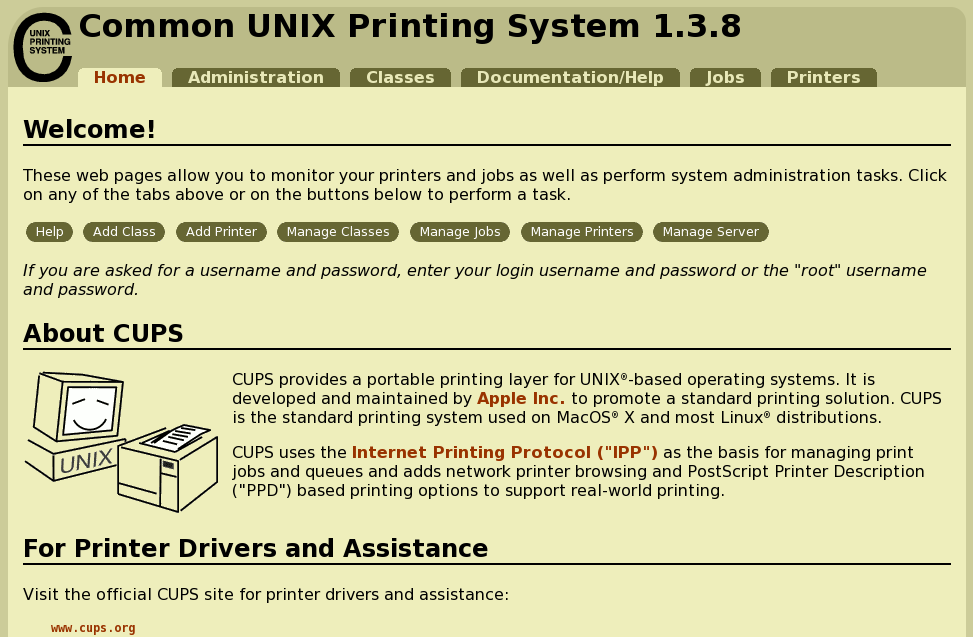 UNIX
PRINTING
SYSTEM
Common UNIX Printing System 1.3.8
Home Administration Classes Documentation/Help Jobs Printers
Welcome!
These web pages allow you to monitor your printers and jobs as well as perform system administration tasks. Click
on any of the tabs above or on the buttons below to perform a task.
Help Add Class Add Printer Manage Classes Manage Jobs Manage Printers Manage Server
If you are asked for a username and password, enter your login username and password or the "root" username
and password.
About CUPS
UNIX
CUPS provides a portable printing layer for UNIX®-based operating systems. It is
developed and maintained by Apple Inc. to promote a standard printing solution. CUPS
is the standard printing system used on MacOS® X and most Linux® distributions.
CUPS uses the Internet Printing Protocol ("IPP") as the basis for managing print
jobs and queues and adds network printer browsing and PostScript Printer Description
("PPD") based printing options to support real-world printing.
For Printer Drivers and Assistance
Visit the official CUPS site for printer drivers and assistance:
www.cups.org